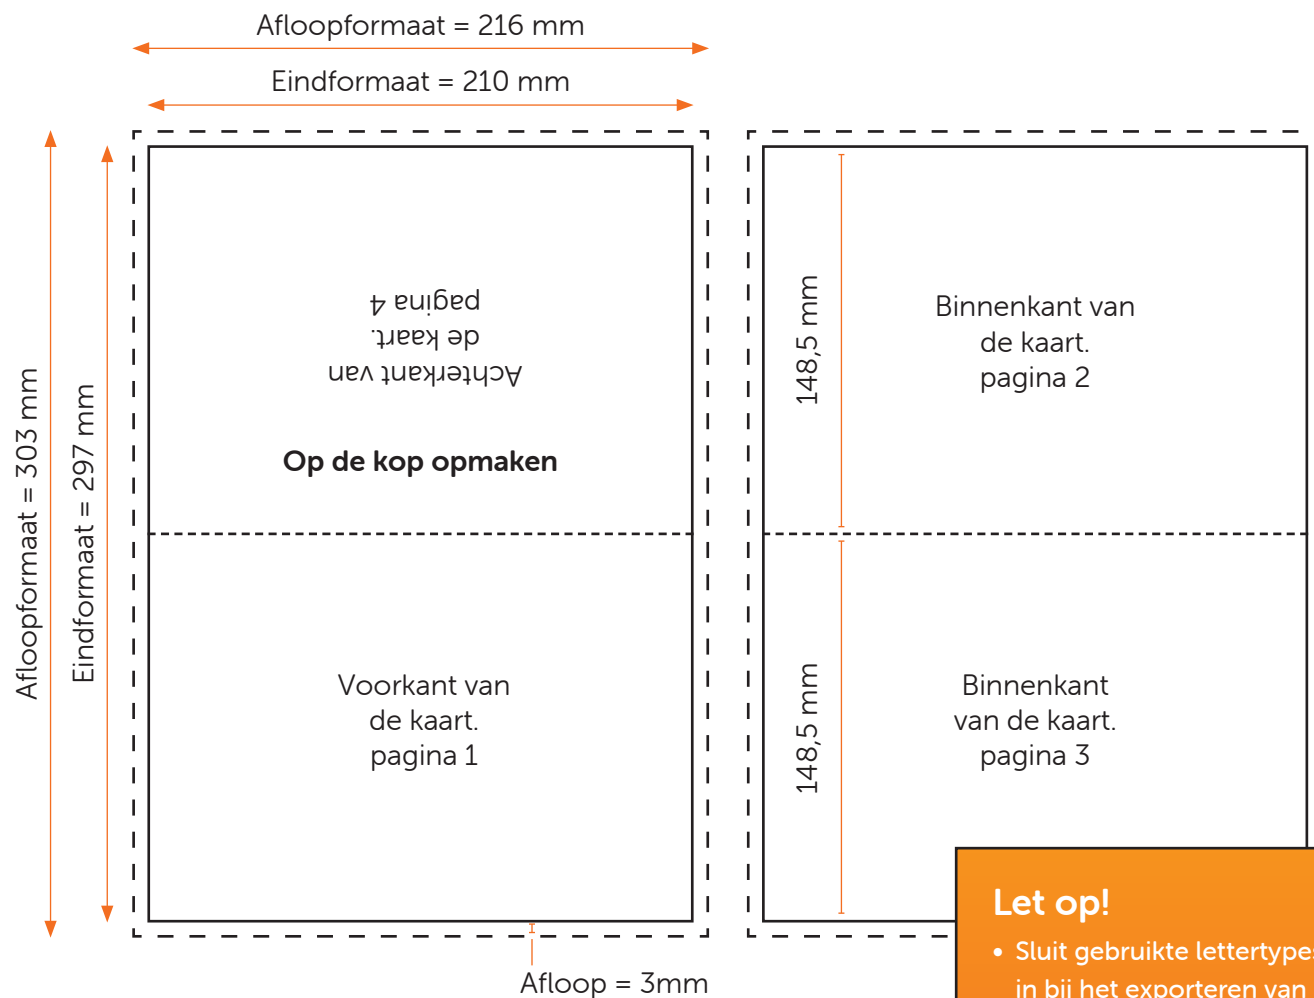 Afloopformaat = 216 mm
Eindformaat = 210 mm
Afloopformaat = 303 mm
Eindformaat = 297 mm
Achterkant van
de kaart.
pagina 4
Op de kop opmaken
Voorkant van
de kaart.
pagina 1
Afloop = 3mm
148,5 mm
Binnenkant van
de kaart.
pagina 2
148,5 mm
Binnenkant
van de kaart.
pagina 3
Let op!
• Sluit gebruikte lettertypes
in bij het exporteren van